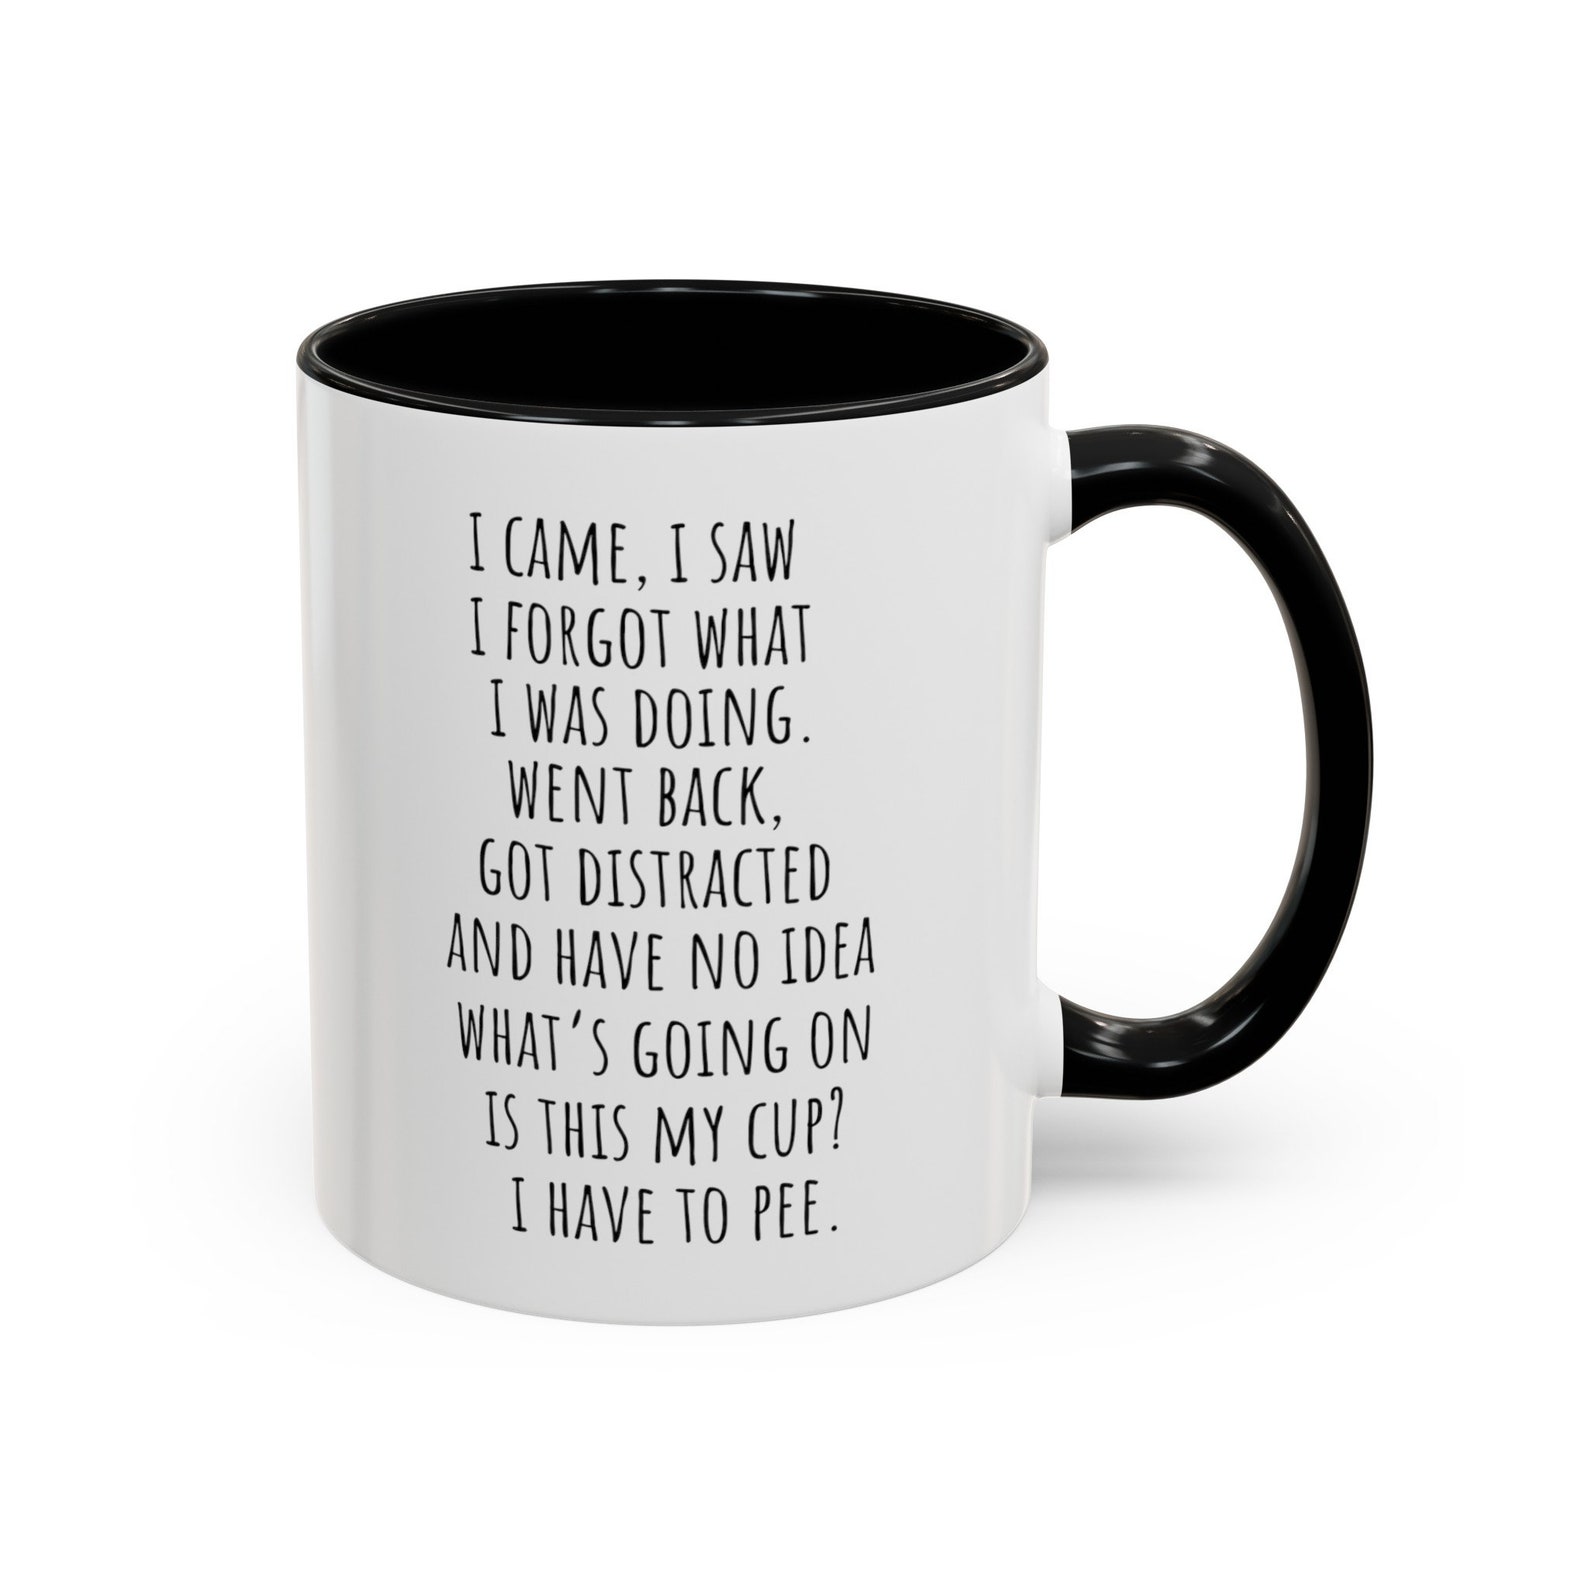 I CAME, I SAW
I FORGOT WHAT
I WAS DOING.
WENT BACK,
GOT DISTRACTED
AND HAVE NO IDEA
WHAT'S GOING ON
IS THIS MY CUP?
I HAVE TO PEE.